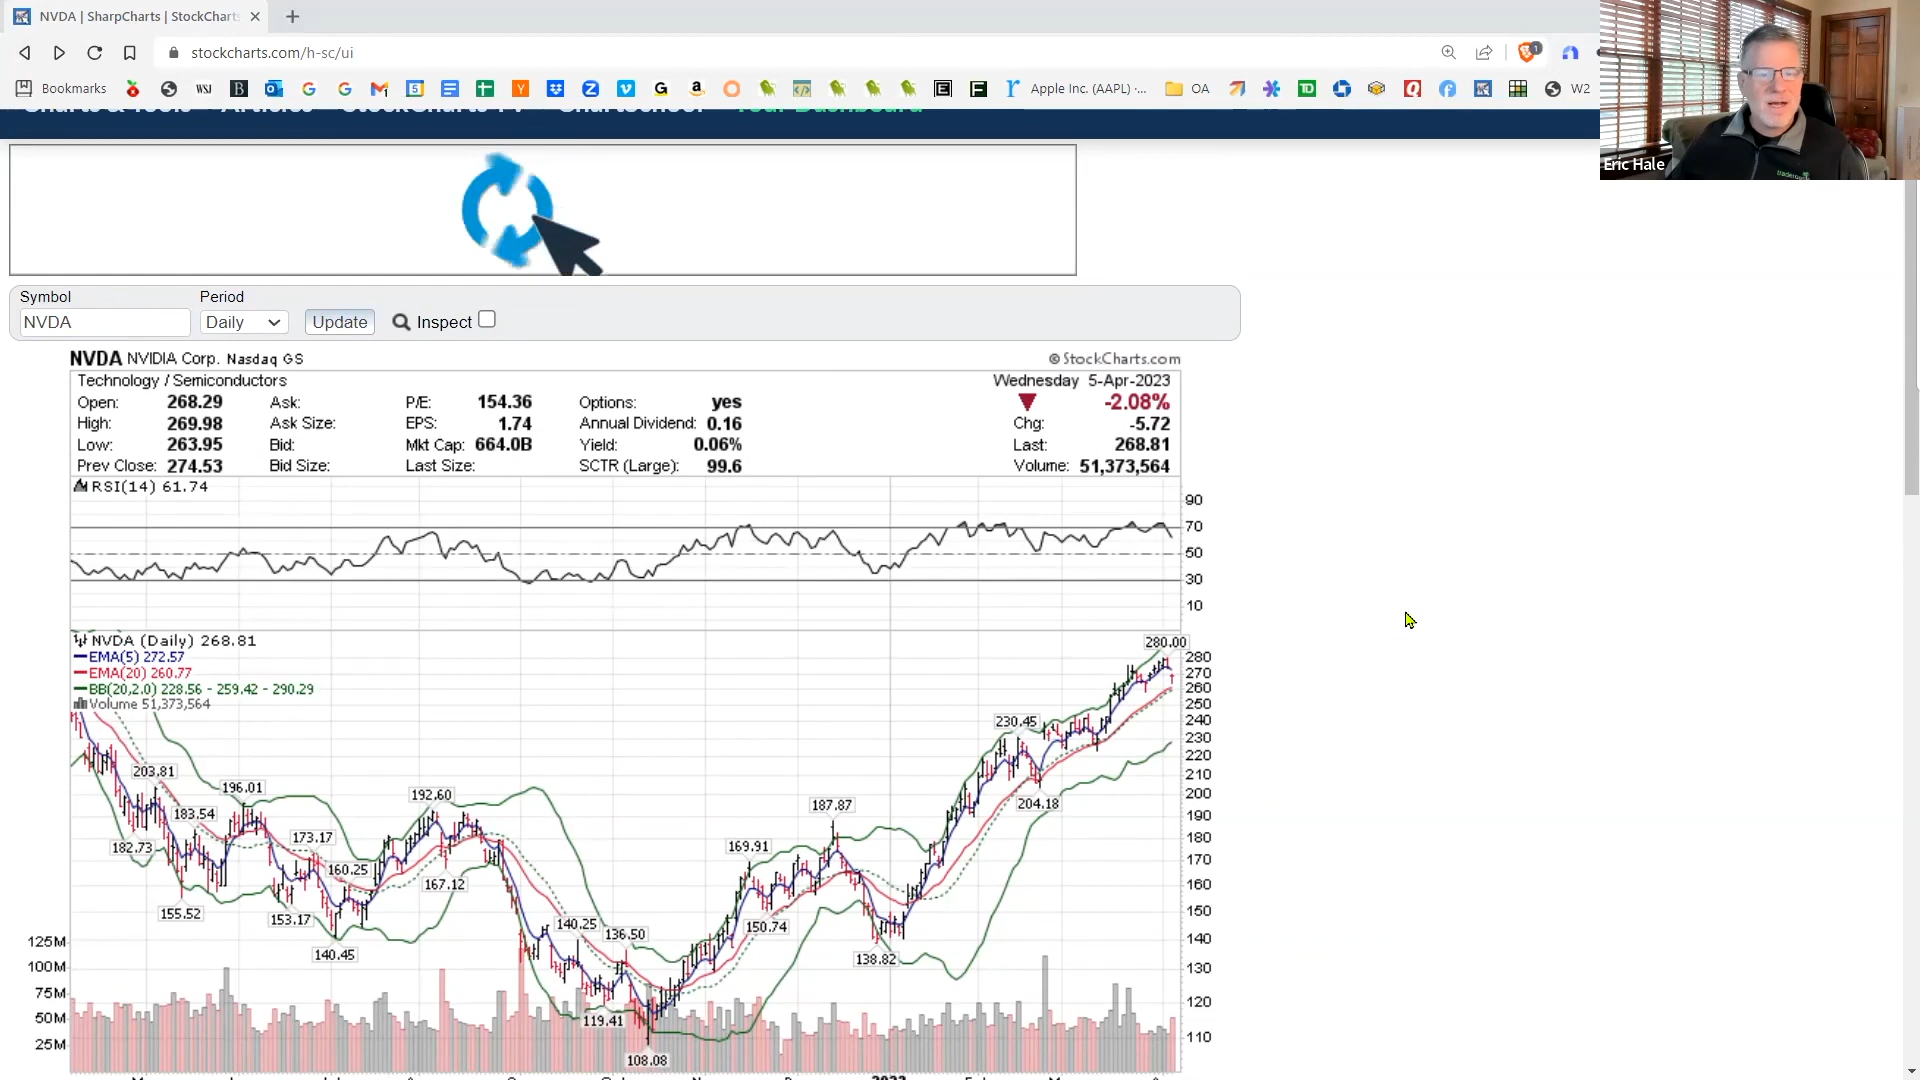 NVDA | SharpCharts | StockCharts
stockcharts.com/h-sc/ui
Bookmarks
WSJ
Apple Inc. (AAPL) -...
OA
W2
Charts & Tools Articles StockCharts TV ChartSchool Your Dashboard
Eric Hale
Symbol
Period
NVDA
Daily
Update
Inspect
NVDA NVIDIA Corp. Nasdaq GS
© StockCharts.com
Technology / Semiconductors
Wednesday 5-Apr-2023
Open: 268.29 Ask: P/E: 154.36 Options: yes -2.08%
High: 269.98 Ask Size: EPS: 1.74 Annual Dividend: 0.16 Chg: -5.72
Low: 263.95 Bid: Mkt Cap: 664.0B Yield: 0.06% Last: 268.81
Prev Close: 274.53 Bid Size: Last Size: SCTR (Large): 99.6 Volume: 51,373,564
RSI(14) 61.74
90
70
50
30
10
NVDA (Daily) 268.81
EMA(5) 272.57
EMA(20) 260.77
BB(20,2.0) 228.56 - 259.42 - 290.29
Volume 51,373,564
280.00
280
270
260
250
240
230
220
210
200
190
180
170
160
150
140
130
120
110
230.45
203.81
196.01
192.60
204.18
187.87
183.54
173.17
182.73
169.91
160.25
167.12
155.52
153.17
140.25
150.74
136.50
140.45
138.82
119.41
108.08
125M
100M
75M
50M
25M
2023